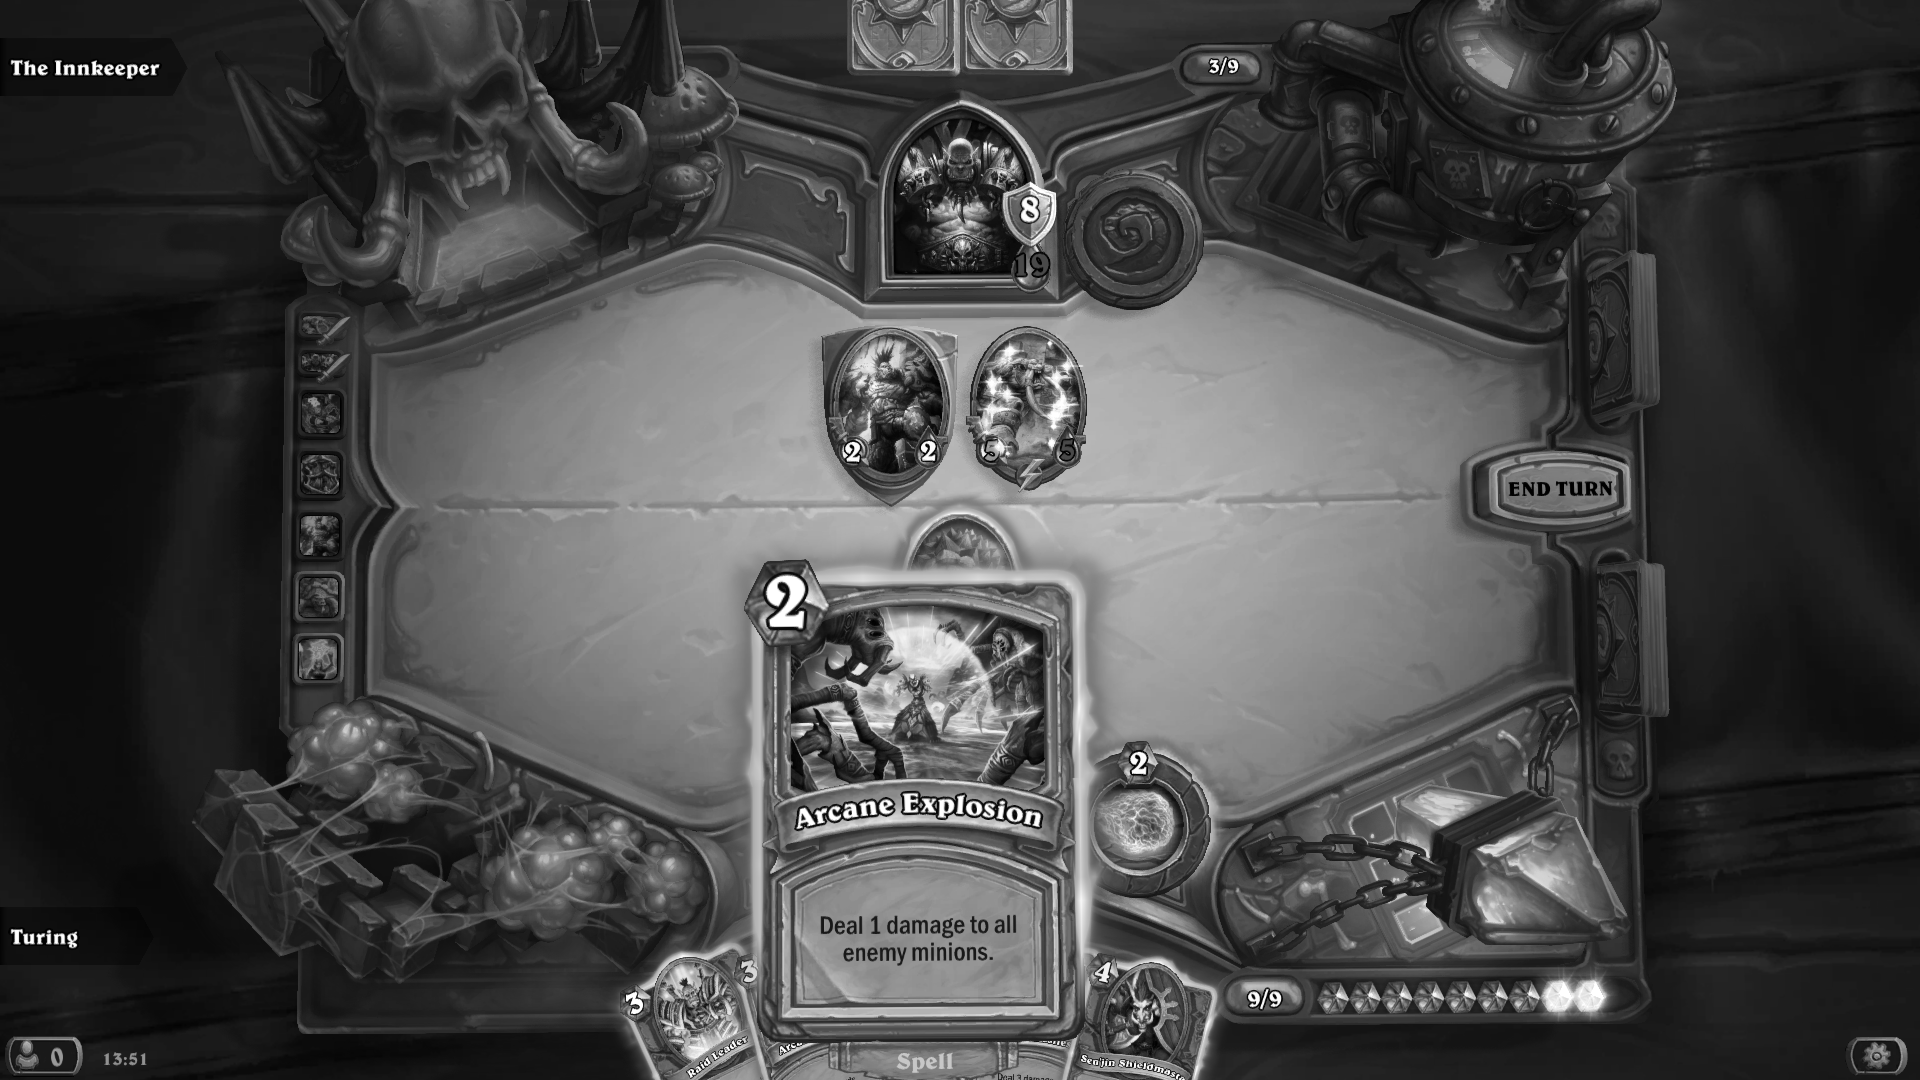 The Innkeeper
3/9
8
19
2
2
5
5
END TURN
2
Arcane Explosion
Deal 1 damage to all
enemy minions.
2
Turing
3
3
Raid Leader
Spell
4
9/9
0
13:51